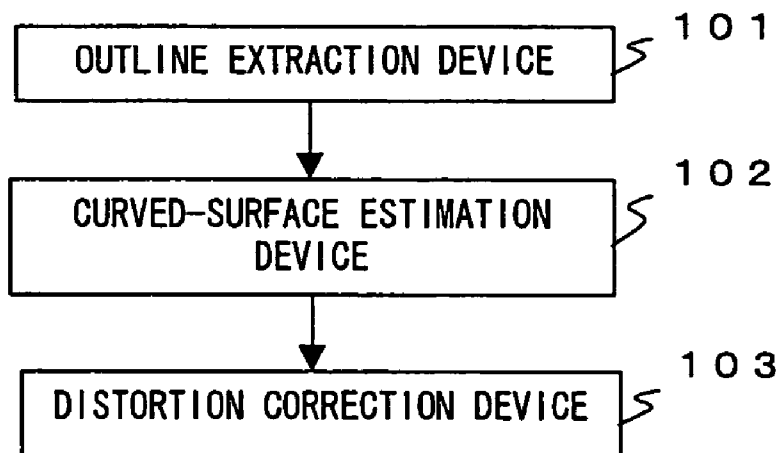 101
OUTLINE EXTRACTION DEVICE
102
CURVED-SURFACE ESTIMATION
DEVICE
103
DISTORTION CORRECTION DEVICE